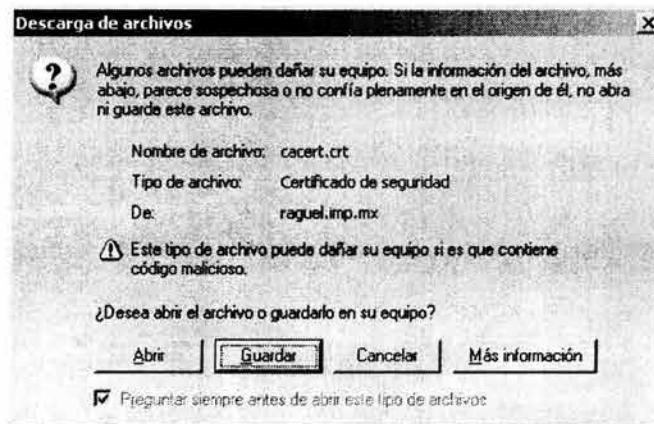 Descarga de archivos
Algunos archivos pueden dañar su equipo. Si la información del archivo, más
abajo, parece sospechosa o no confía plenamente en el origen de él, no abra
ni guarde este archivo.
Nombre de archivo: cacert.crt
Tipo de archivo: Certificado de seguridad
De: raguel.imp.mx
Este tipo de archivo puede dañar su equipo si es que contiene
código malicioso.
¿Desea abrir el archivo o guardarlo en su equipo?
Abrir Guardar Cancelar Más información
Preguntar siempre antes de abrir este tipo de archivos